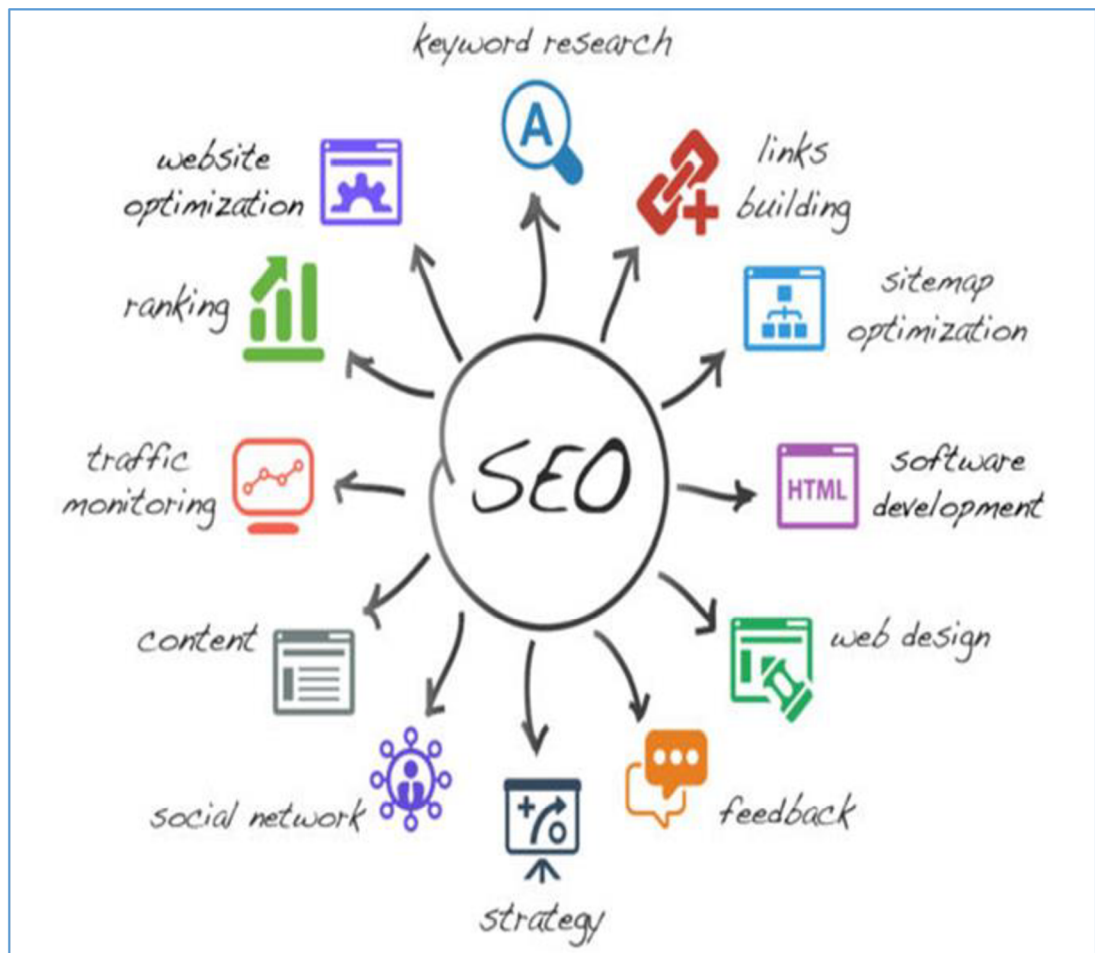 keyword research
links
building
sitemap
optimization
software
development
web design
feedback
strategy
social network
content
traffic
monitoring
ranking
website
optimization
A
HTML
SEO